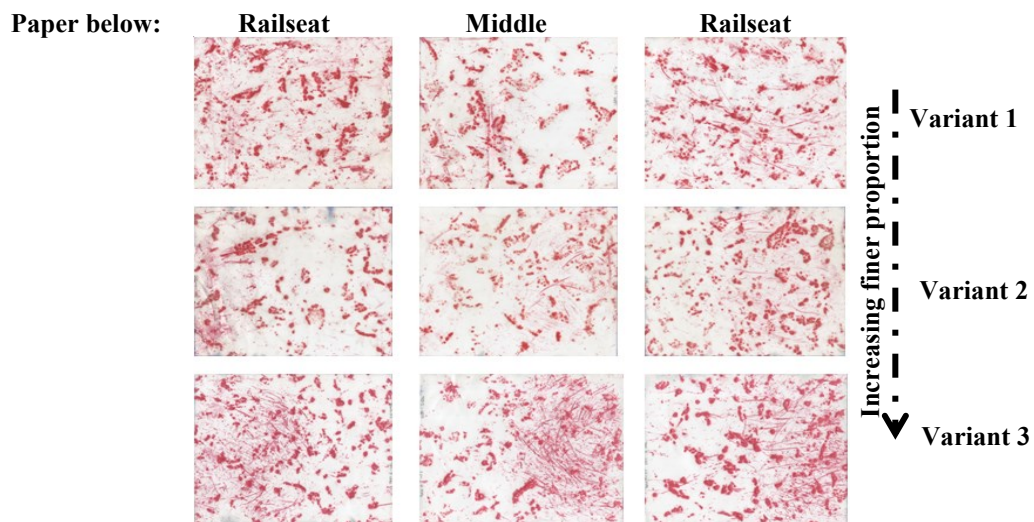 Paper below: Railseat Middle Railseat
Variant 1
Increasing finer proportion
Variant 2
Variant 3